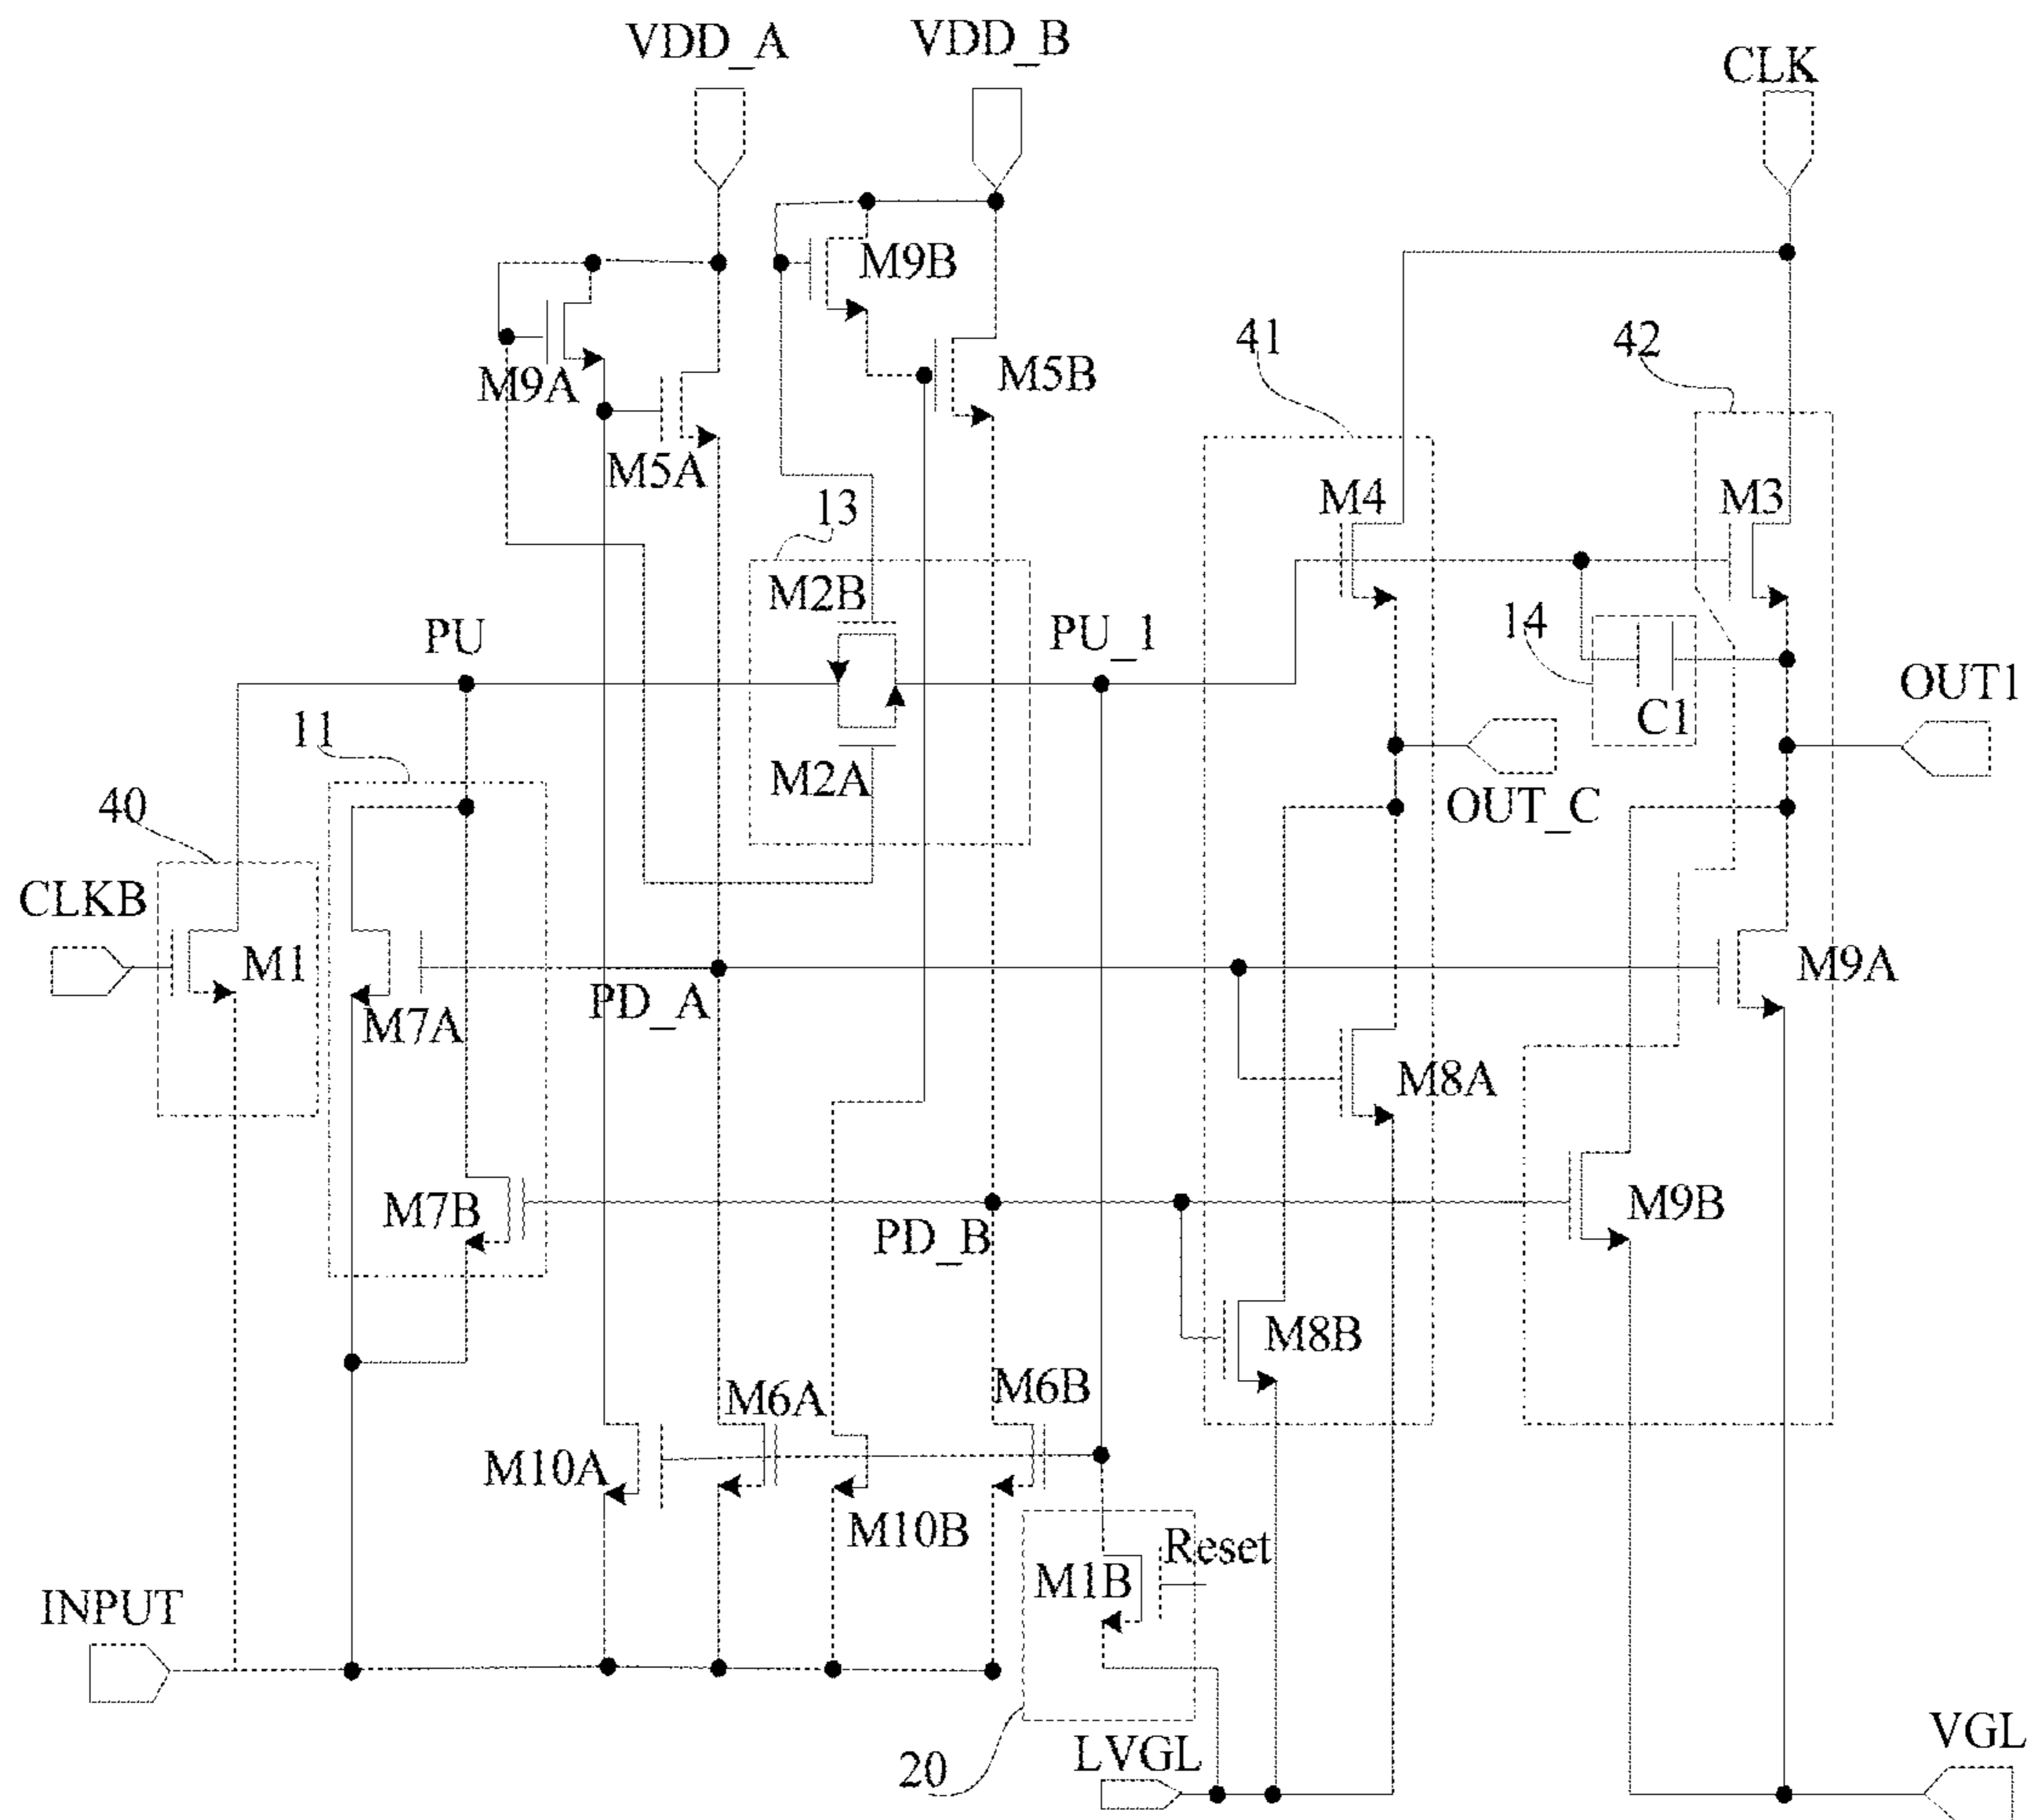 VDD_A
VDD_B
CLK
M9B
41
42
M9A
M5B
M5A
13
M4
M3
M2B
PU
PU_1
14
OUT1
11
C1
M2A
40
OUT_C
CLKB
M1
M9A
PD_A
M7A
M8A
M7B
PD_B
M9B
M8B
M6A
M6B
M10A
M10B
Reset
M1B
INPUT
20
LVGL
VGL